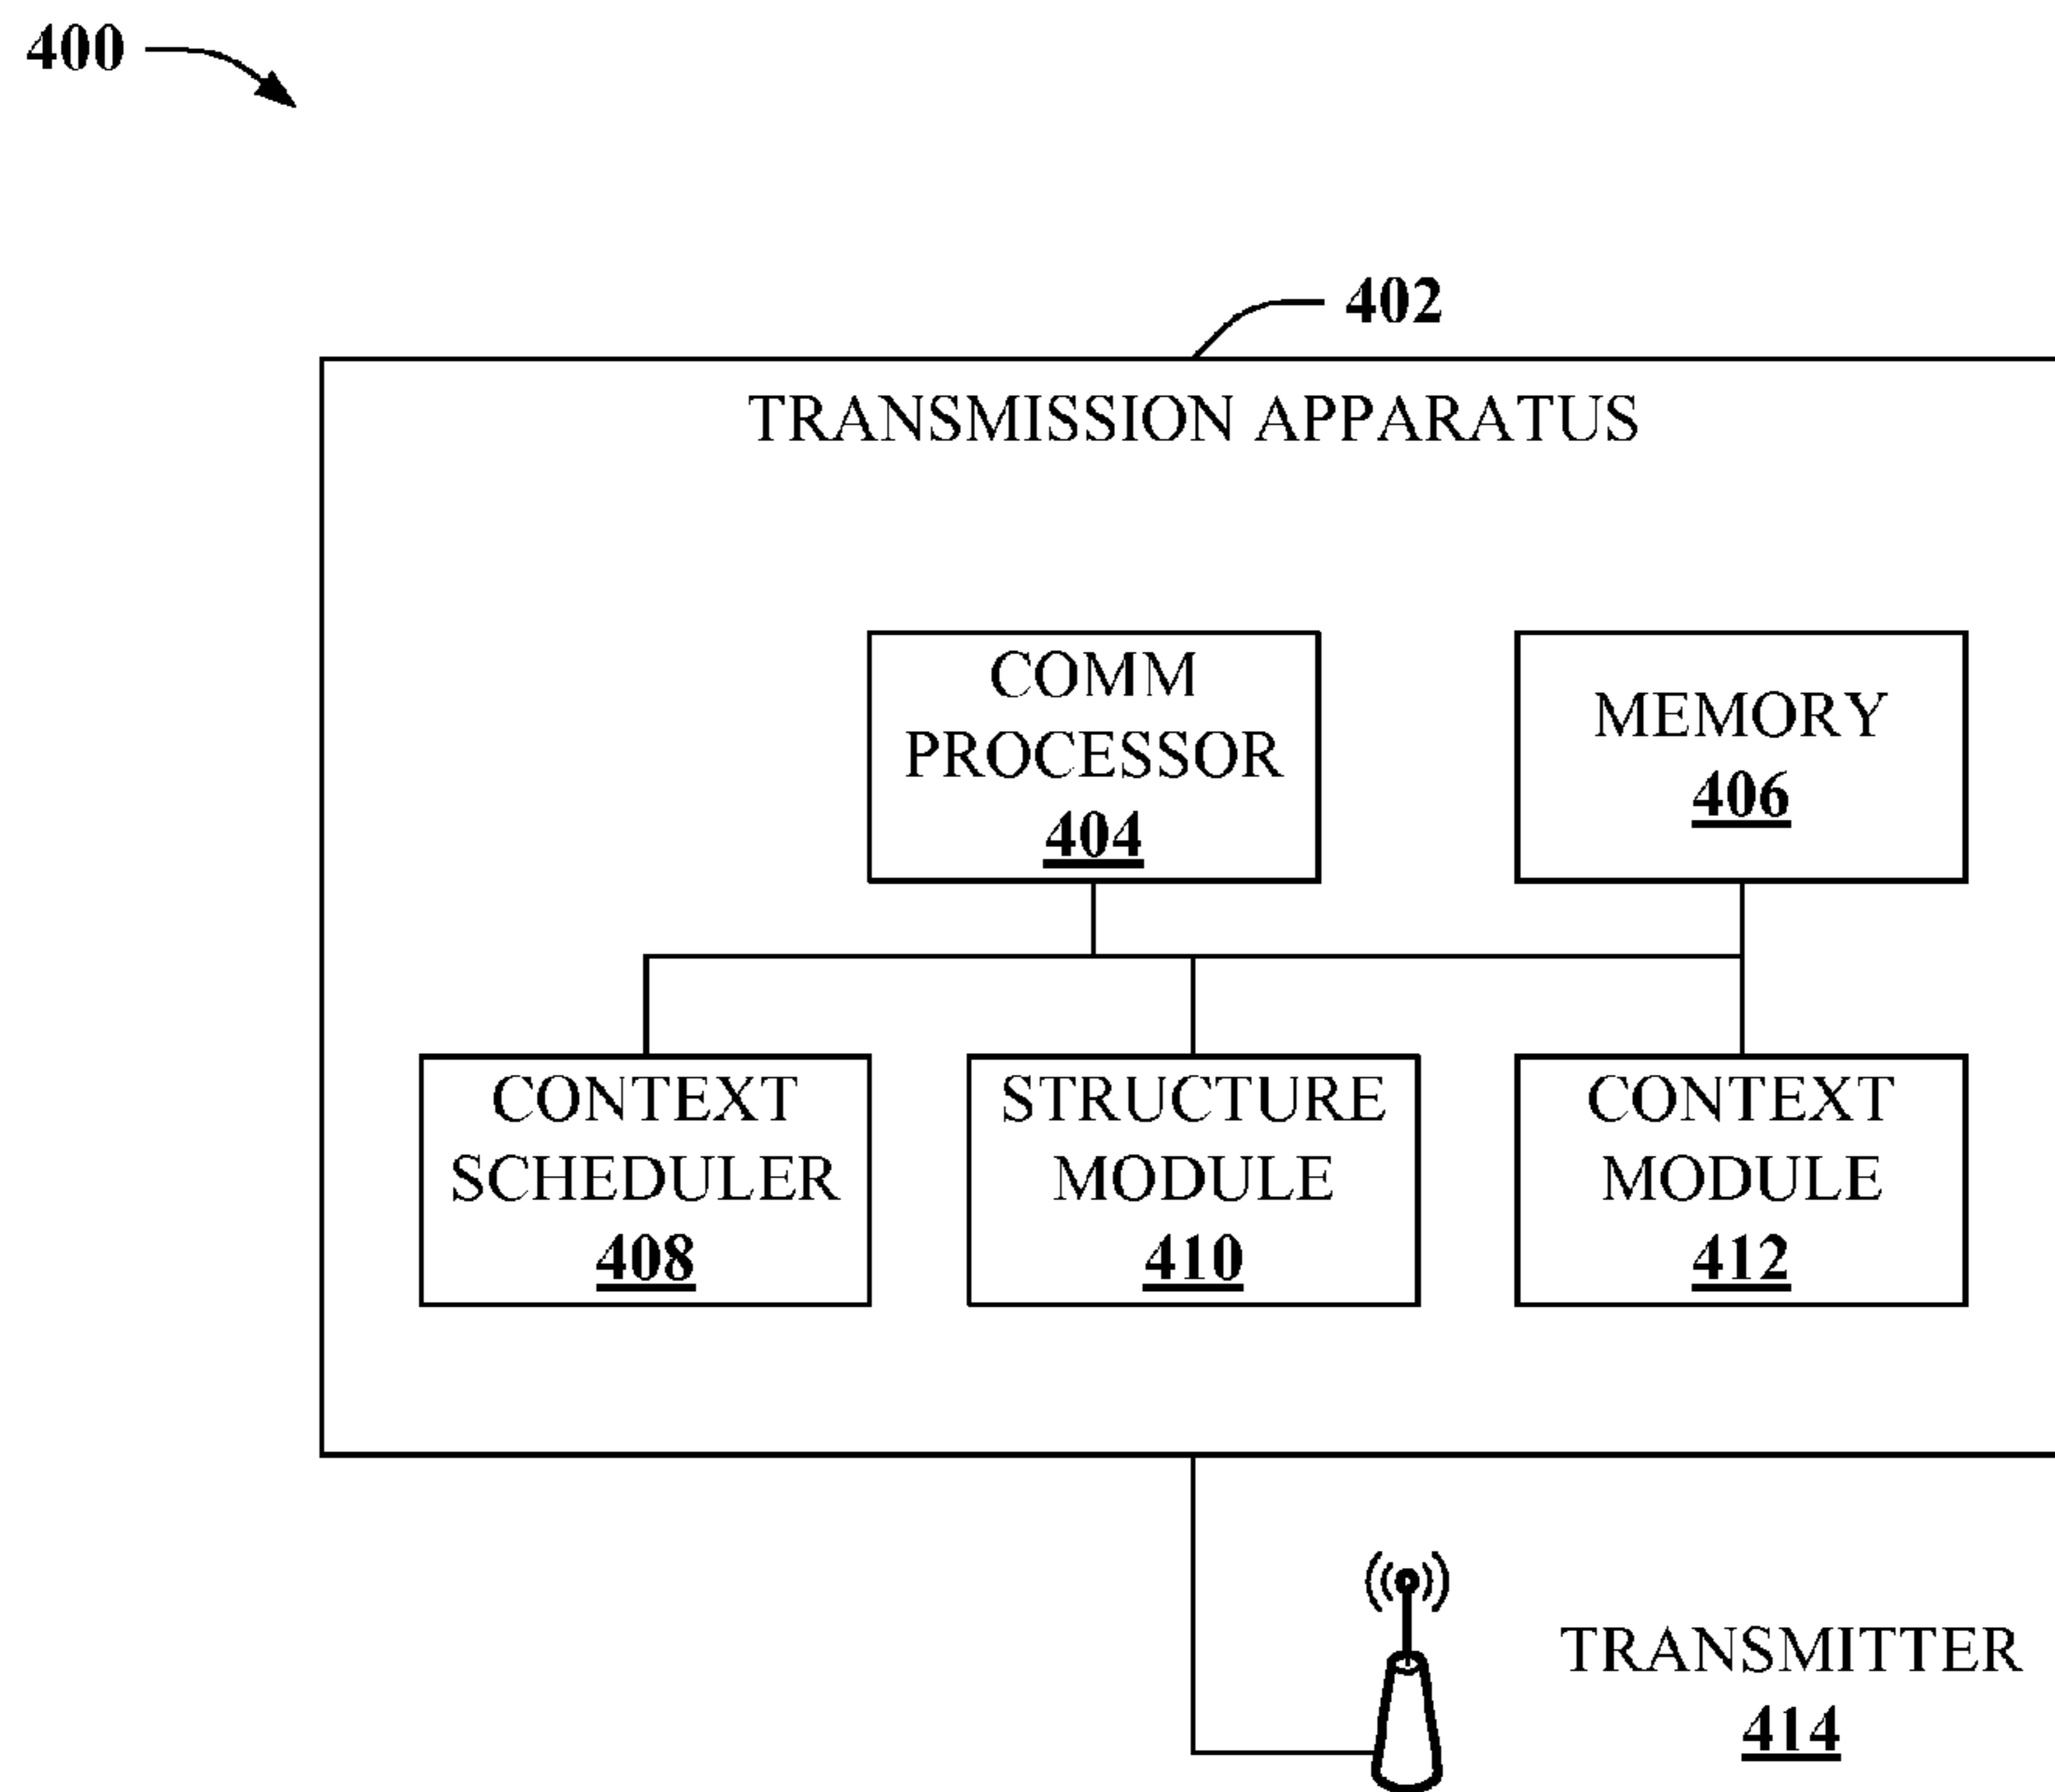 400
402
TRANSMISSION APPARATUS
COMM
PROCESSOR
404
MEMORY
406
CONTEXT
SCHEDULER
408
STRUCTURE
MODULE
410
CONTEXT
MODULE
412
TRANSMITTER
414